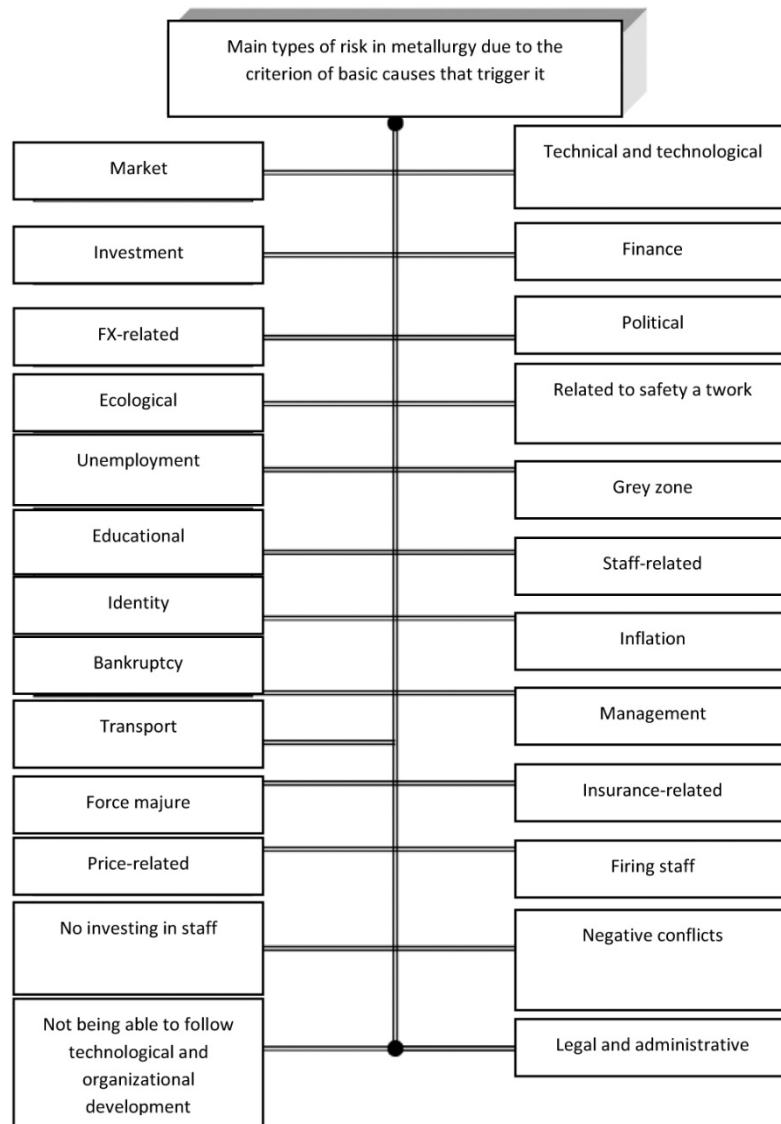 Main types of risk in metallurgy due to the
criterion of basic causes that trigger it
Market
Technical and technological
Investment
Finance
FX-related
Political
Ecological
Related to safety a twork
Unemployment
Grey zone
Educational
Staff-related
Identity
Inflation
Bankruptcy
Management
Transport
Force majure
Insurance-related
Price-related
Firing staff
No investing in staff
Negative conflicts
Not being able to follow
technological and
organizational
development
Legal and administrative